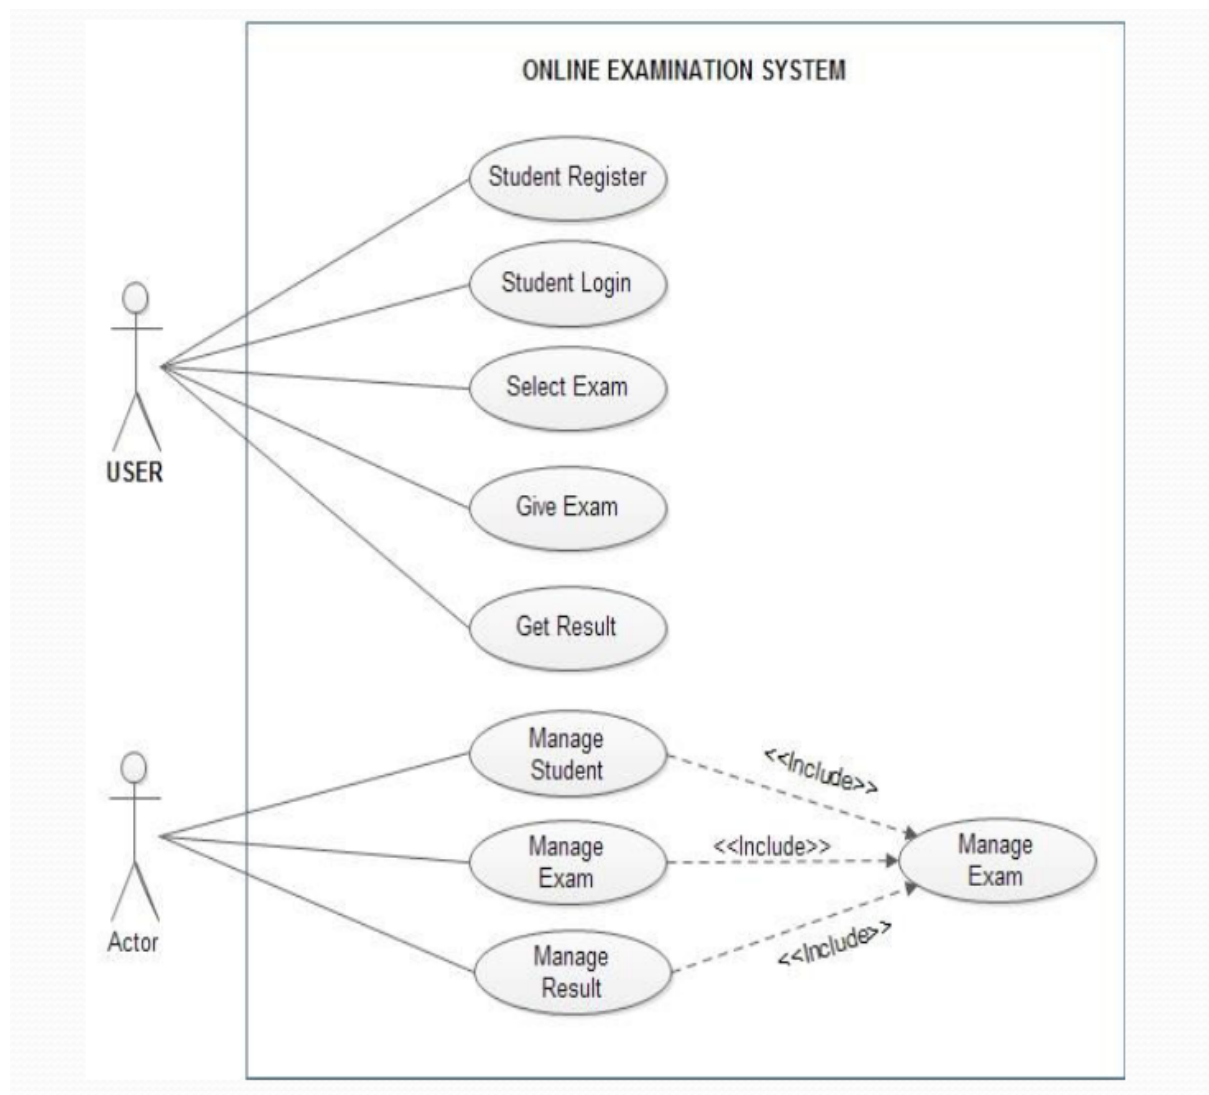 ONLINE EXAMINATION SYSTEM
Student Register
Student Login
Select Exam
USER
Give Exam
Get Result
Manage
Student
<<Include>>
Manage
Exam
<<Include>>
Manage
Exam
Actor
Manage
Result
<<Include>>